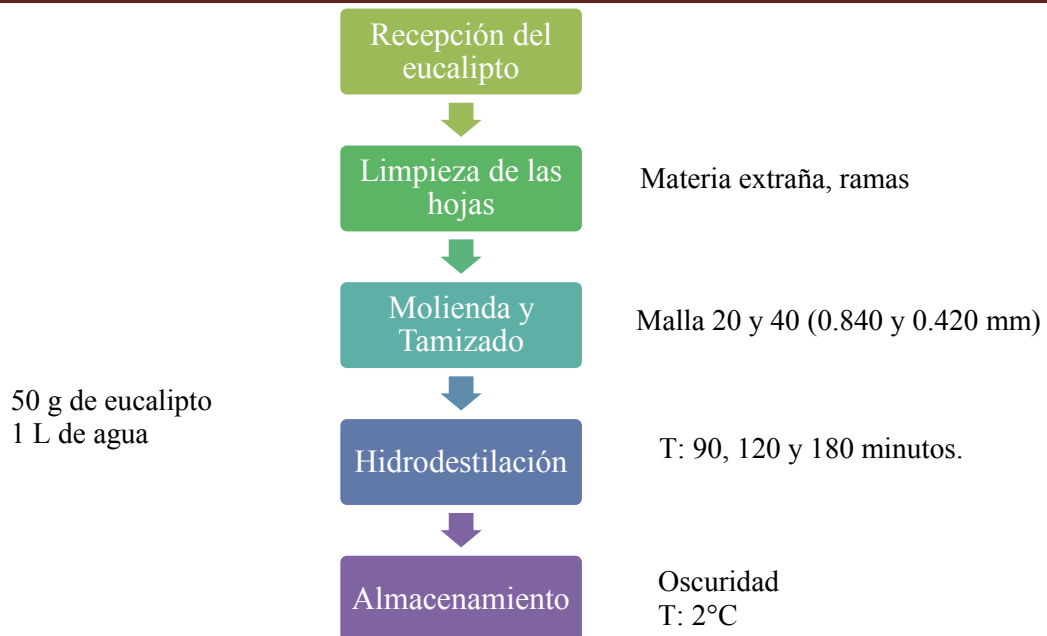 Recepción del
eucalipto
Limpieza de las
hojas
Materia extraña, ramas
Molienda y
Tamizado
Malla 20 y 40 (0.840 y 0.420 mm)
50 g de eucalipto
1 L de agua
Hidrodestilación
T: 90, 120 y 180 minutos.
Almacenamiento
Oscuridad
T: 2°C